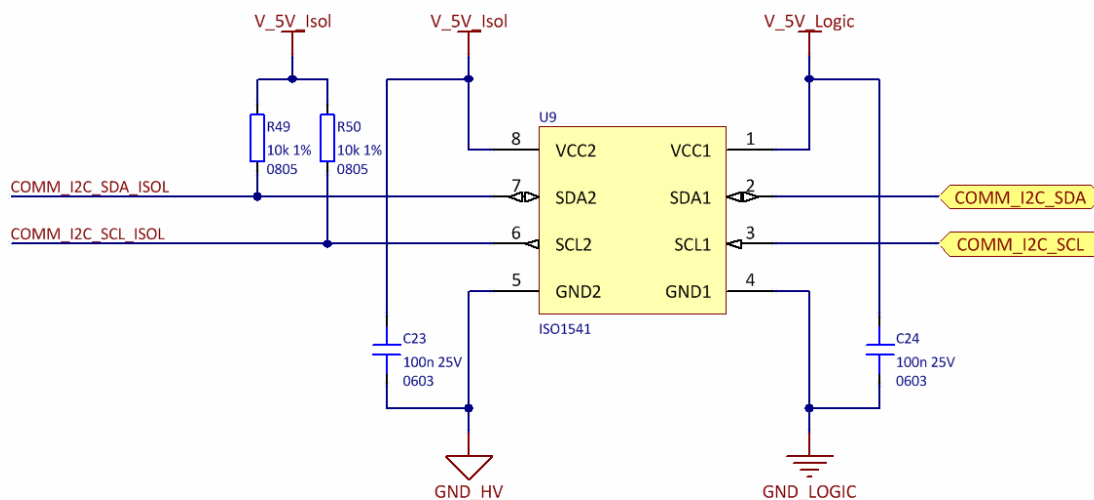 V_5V_Isol
V_5V_Isol
V_5V_Logic
U9
R49
10k 1%
0805
R50
10k 1%
0805
8
VCC2
VCC1
1
COMM_I2C_SDA_ISOL
7
SDA2
SDA1
2
COMM_I2C_SDA
COMM_I2C_SCL_ISOL
6
SCL2
SCL1
3
COMM_I2C_SCL
5
GND2
GND1
4
ISO1541
C23
100n 25V
0603
C24
100n 25V
0603
GND_HV
GND_LOGIC